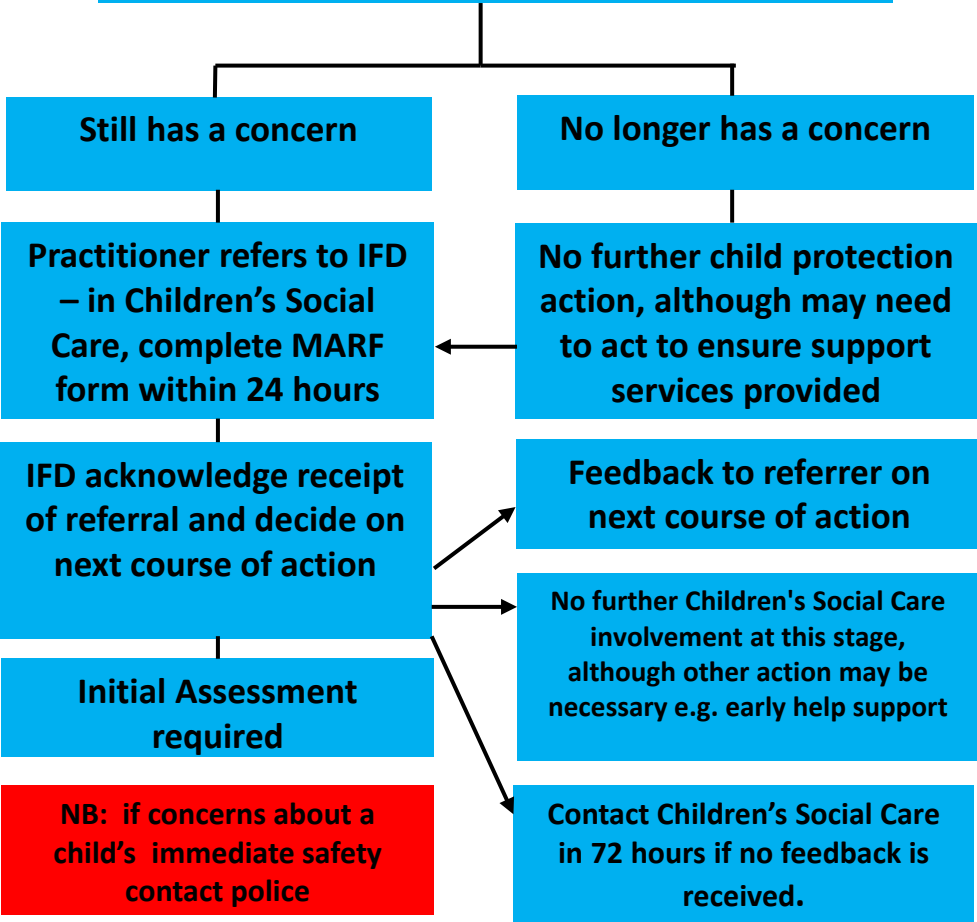 Still has a concern
No longer has a concern
Practitioner refers to IFD
– in Children’s Social
Care, complete MARF
form within 24 hours
No further child protection
action, although may need
to act to ensure support
services provided
IFD acknowledge receipt
of referral and decide on
next course of action
Feedback to referrer on
next course of action
No further Children's Social Care
involvement at this stage,
although other action may be
necessary e.g. early help support
Initial Assessment
required
NB:  if concerns about a
child’s  immediate safety
contact police
Contact Children’s Social Care
in 72 hours if no feedback is
received.